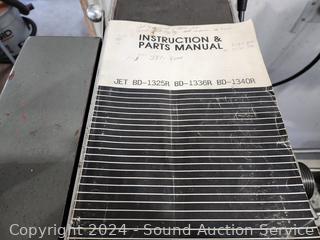 INSTRUCTION &
PARTS MANUAL
JET BD-1325R BD-1336R BD-1340R
Copyright 2024 - Sound Auction Service